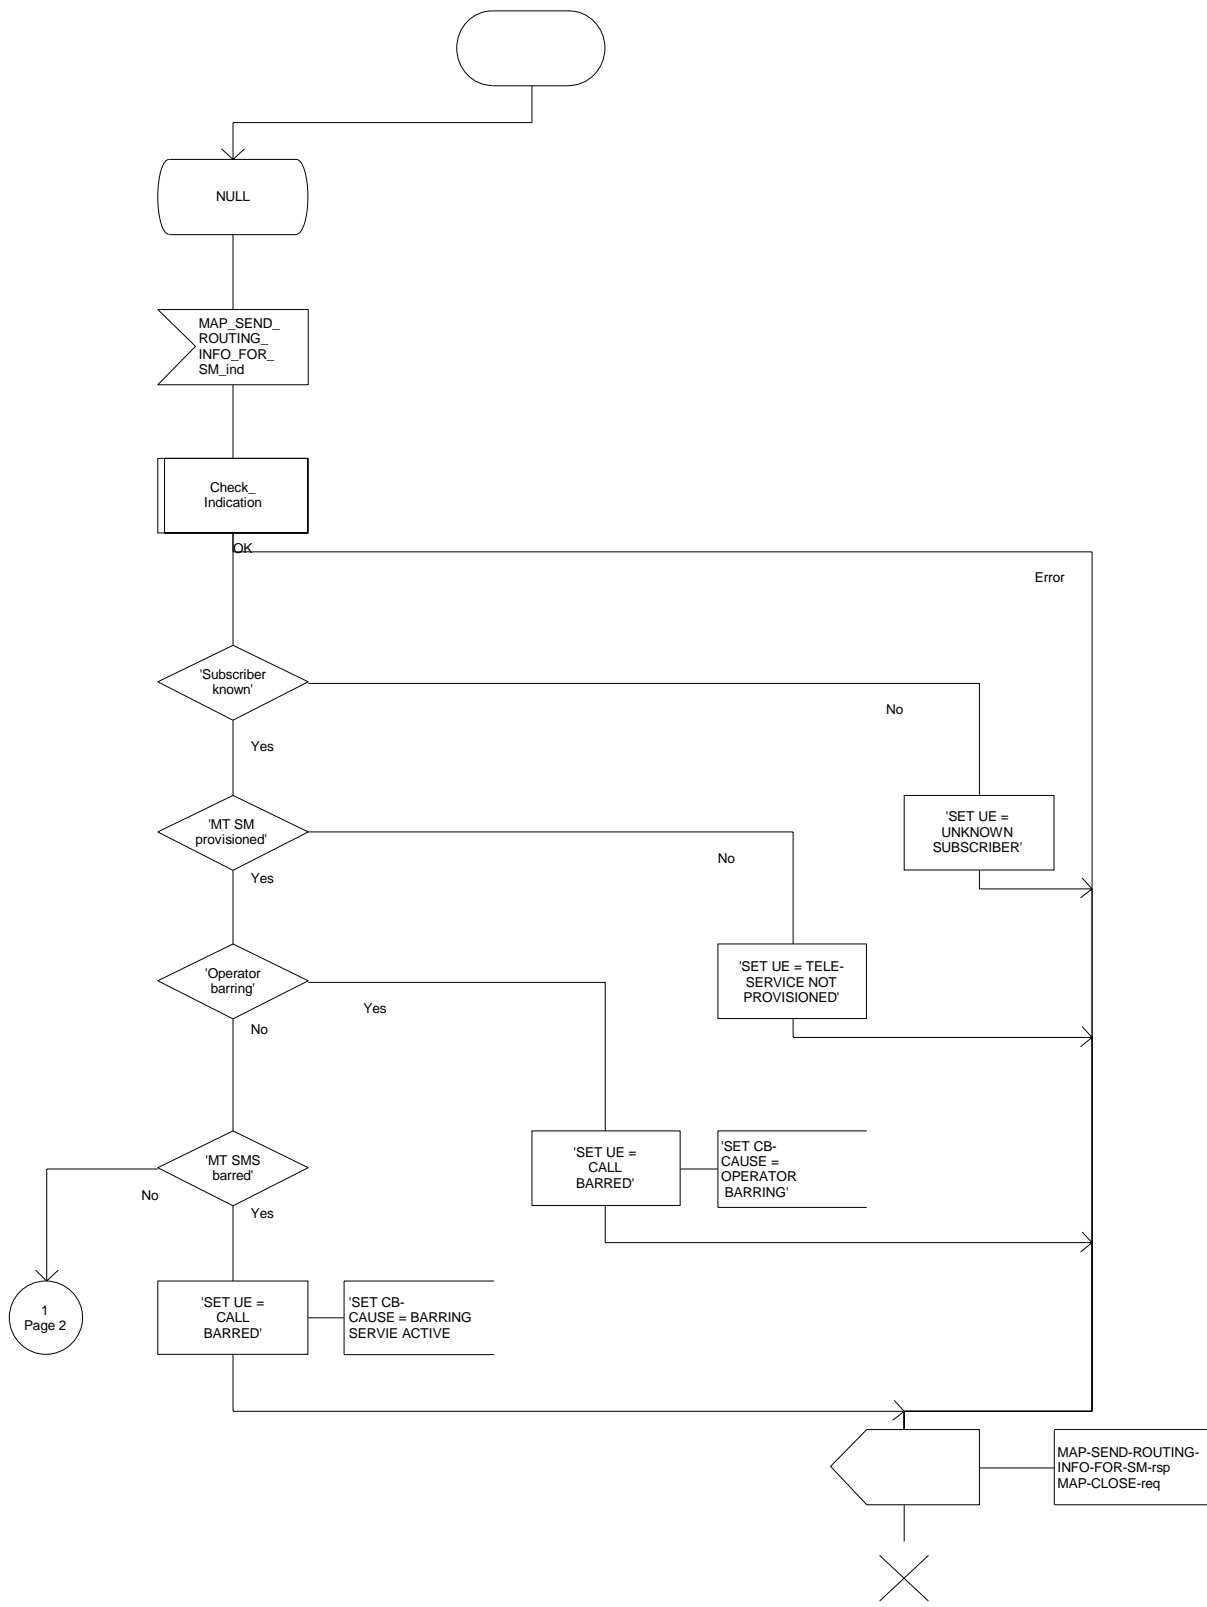 NULL
MAP_SEND_
ROUTING_
INFO_FOR_
SM_ind
Check_
Indication
OK
Error
'Subscriber
known'
No
Yes
'MT SM
provisioned'
No
Yes
'SET UE =
UNKNOWN
SUBSCRIBER'
'Operator
barring'
Yes
No
'SET UE = TELE-
SERVICE NOT
PROVISIONED'
'MT SMS
barred'
No
Yes
'SET UE =
CALL
BARRED'
'SET CB-
CAUSE =
OPERATOR
BARRING'
1
Page 2
'SET UE =
CALL
BARRED'
'SET CB-
CAUSE = BARRING
SERVIE ACTIVE
MAP-SEND-ROUTING-
INFO-FOR-SM-rsp
MAP-CLOSE-req